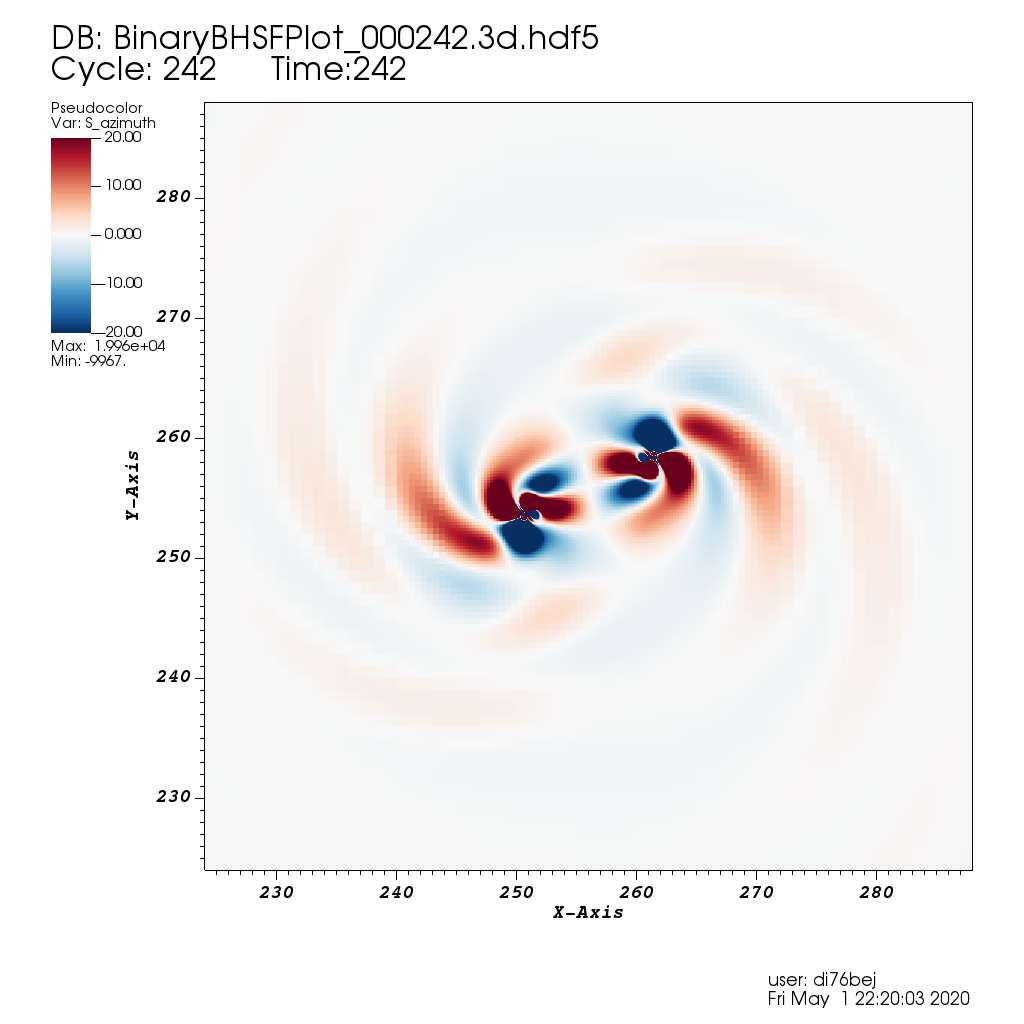 DB: BinaryBHSFPlot_000242.3d.hdf5
Cycle: 242 Time:242
Pseudocolor
Var: S_azimuth
20.00
10.00
0.000
-10.00
-20.00
Max: 1.996e+04
Min: -9967.
280
270
260
250
240
230
Y-Axis
230 240 250 260 270 280
X-Axis
user: di76bej
Fri May 1 22:20:03 2020